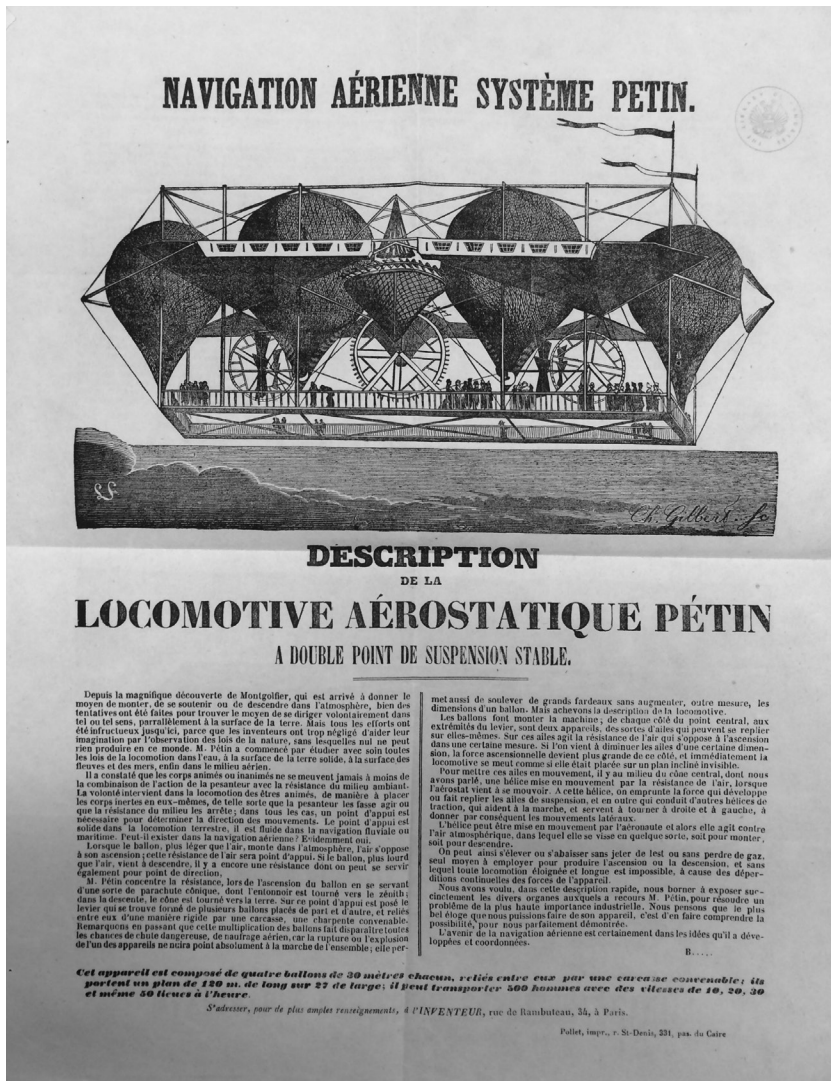 NAVIGATION AÉRIENNE SYSTÈME PETIN.
Ch. Gilbert. sc
DESCRIPTION
DE LA
LOCOMOTIVE AÉROSTATIQUE PÉTIN
A DOUBLE POINT DE SUSPENSION STABLE.
Depuis la magnifique découverte de Montgolfier, qui est arrivé à donner le
moyen de monter, de se soutenir ou de descendre dans l'atmosphère, bien des
tentatives ont été faites pour trouver le moyen de se diriger volontairement dans
tel ou tel sens, parrallèlement à la surface de la terre. Mais tous les efforts ont
été infructueux jusqu'ici, parce que les inventeurs ont trop négligé d'aider leur
imagination par l'observation des lois de la nature, sans lesquelles nul ne peut
rien produire en ce monde. M. Pétin a commencé par étudier avec soin toutes
les lois de la locomotion dans l'eau, à la surface de la terre solide, à la surface des
fleuves et des mers, enfin dans le milieu aérien.
Il a constaté que les corps animés ou inanimés ne se meuvent jamais à moins de
la combinaison de l'action de la pesanteur avec la résistance du milieu ambiant.
La volonté intervient dans la locomotion des êtres animés, de manière à placer
les corps inertes en eux-mêmes, de telle sorte que la pesanteur les fasse agir ou
que la résistance du milieu les arrête; dans tous les cas, un point d'appui est
nécessaire pour déterminer la direction des mouvements. Le point d'appui est
solide dans la locomotion terrestre, il est fluide dans la navigation fluviale ou
maritime. Peut-il exister dans la navigation aérienne? Evidemment oui.
Lorsque le ballon, plus léger que l'air, monte dans l'atmosphère, l'air s'oppose
à son ascension; cette résistance de l'air sera point d'appui. Si le ballon, plus lourd
que l'air, vient à descendre, il y a encore une résistance dont on peut se servir
également pour point de direction.
M. Pétin concentra la résistance, lors de l'ascension du ballon en se servant
d'une sorte de parachute cônique, dont l'entonnoir est tourné vers le zénith;
dans la descente, le cône est tourné vers la terre. Sur ce point d'appui est posé le
levier qui se trouve formé de plusieurs ballons placés de part et d'autre, et reliés
entre eux d'une manière rigide par une carcasse, une charpente convenable.
Remarquons en passant que cette multiplication des ballons fait disparaître toutes
les chances de chute dangereuse, de naufrage aérien, car la rupture ou l'explosion
de l'un des appareils ne nuira point absolument à la marche de l'ensemble; elle per-
met aussi de soulever de grands fardeaux sans augmenter, outre mesure, les
dimensions d'un ballon. Mais achevons la description de la locomotive.
Les ballons font monter la machine; de chaque côté du point central, aux
extrémités du levier, sont deux appareils, des sortes d'ailes qui peuvent se replier
sur elles-mêmes. Sur ces ailes agit la résistance de l'air qui s'oppose à l'ascension
dans une certaine mesure. Si l'on vient à diminuer les ailes d'une certaine dimen-
sion, la force ascensionnelle devient plus grande de ce côté, et immédiatement la
locomotive se meut comme si elle était placée sur un plan incliné invisible.
Pour mettre ces ailes en mouvement, il y a au milieu du cône central, dont nous
avons parlé, une hélice mise en mouvement par la résistance de l'air, lorsque
l'aérostat vient à se mouvoir. A cette hélice, on emprunte la force qui développe
ou fait replier les ailes de suspension, et en outre qui conduit d'autres hélices de
traction, qui aident à la marche, et servent à tourner à droite et à gauche, à
donner par conséquent les mouvements latéraux.
L'hélice peut être mise en mouvement par l'aéronaute et alors elle agit contre
l'air atmosphérique, dans lequel elle se visse en quelque sorte, soit pour monter,
soit pour descendre.
On peut ainsi s'élever ou s'abaisser sans jeter de lest ou sans perdre de gaz,
seul moyen à employer pour produire l'ascension ou la descension, et sans
lequel toute locomotion éloignée et longue est impossible, à cause des déper-
ditions continuelles des forces de l'appareil.
Nous avons voulu, dans cette description rapide, nous borner à exposer suc-
cinctement les divers organes auxquels a recours M. Pétin, pour résoudre un
problème de la plus haute importance industrielle. Nous pensons que le plus
bel éloge que nous puissions faire de son appareil, c'est d'en faire comprendre la
possibilité, pour nous parfaitement démontrée.
L'avenir de la navigation aérienne est certainement dans les idées qu'il a déve-
loppées et coordonnées.
B.....
Cet appareil est composé de quatre ballons de 30 mètres chacun, reliés entre eux par une carcasse convenable; ils
portent un plan de 120 m. de long sur 27 de large; il peut transporter 500 hommes avec des vitesses de 10, 20, 30
et même 50 lieues à l'heure.
S'adresser, pour de plus amples renseignements, à l'INVENTEUR, rue de Rambuteau, 34, à Paris.
Pollet, impr., r. St-Denis, 331, pas. du Caire